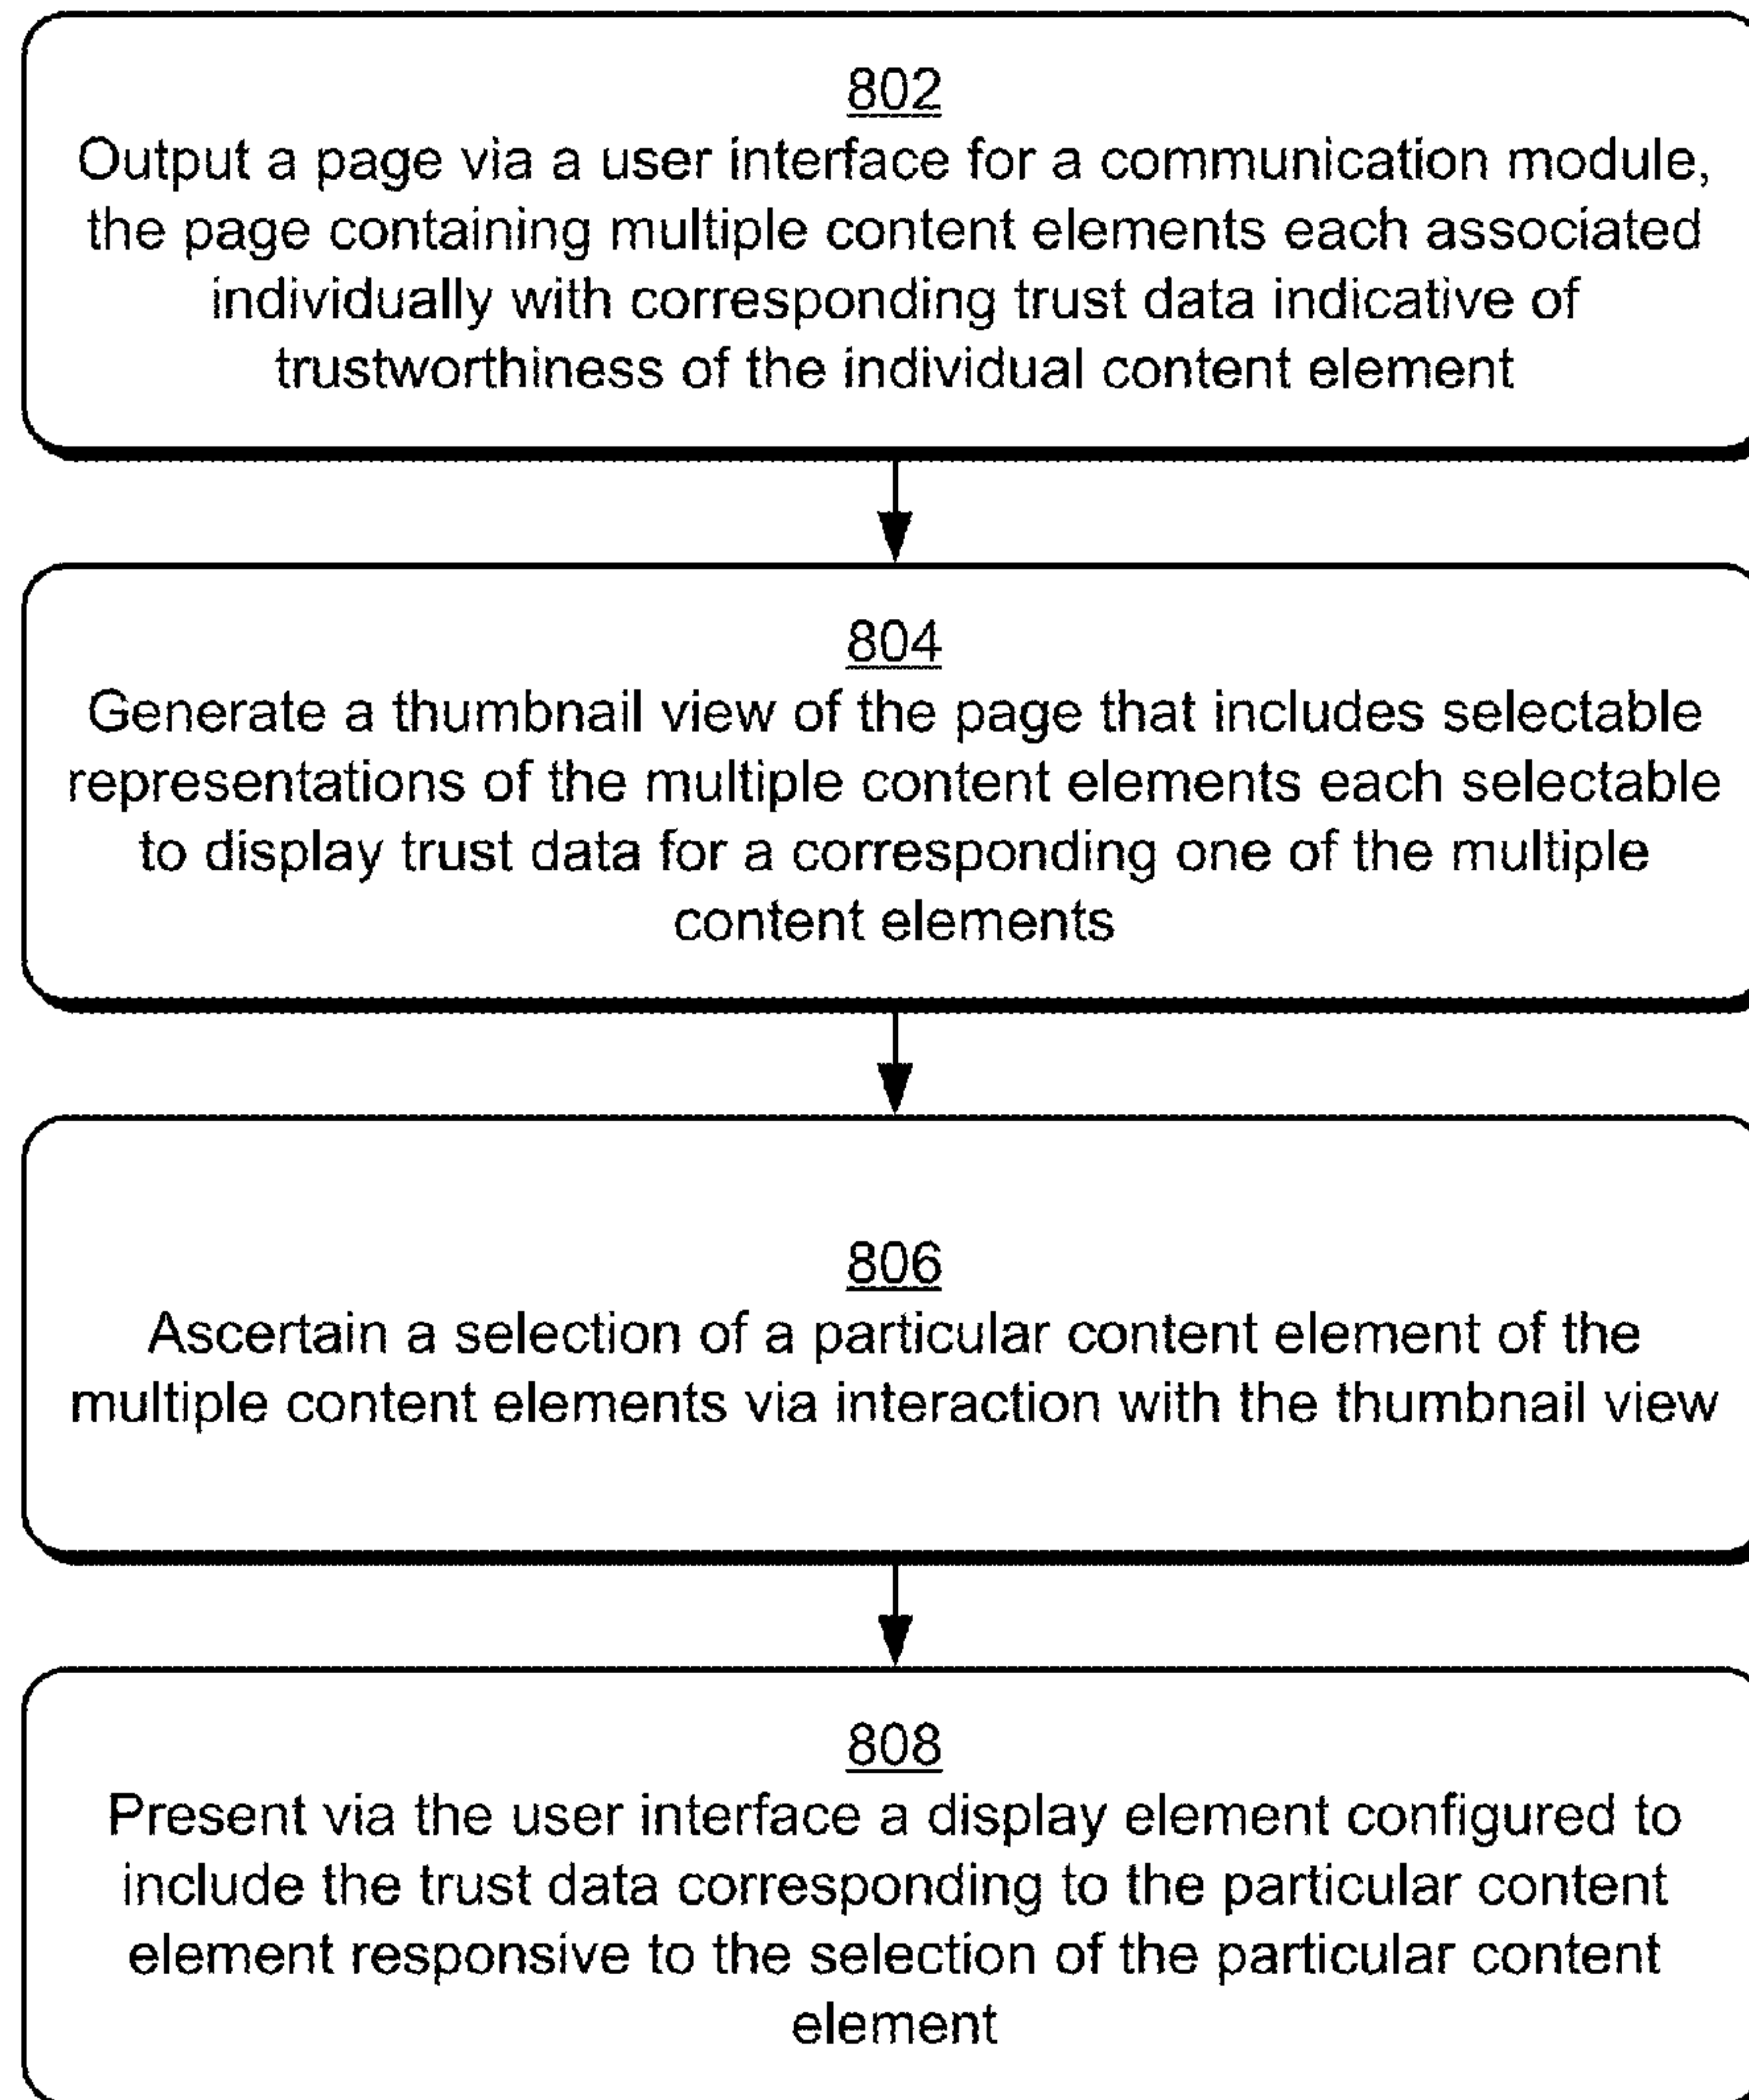 802
Output a page via a user interface for a communication module,
the page containing multiple content elements each associated
individually with corresponding trust data indicative of
trustworthiness of the individual content element
804
Generate a thumbnail view of the page that includes selectable
representations of the multiple content elements each selectable
to display trust data for a corresponding one of the multiple
content elements
806
Ascertain a selection of a particular content element of the
multiple content elements via interaction with the thumbnail view
808
Present via the user interface a display element configured to
include the trust data corresponding to the particular content
element responsive to the selection of the particular content
element